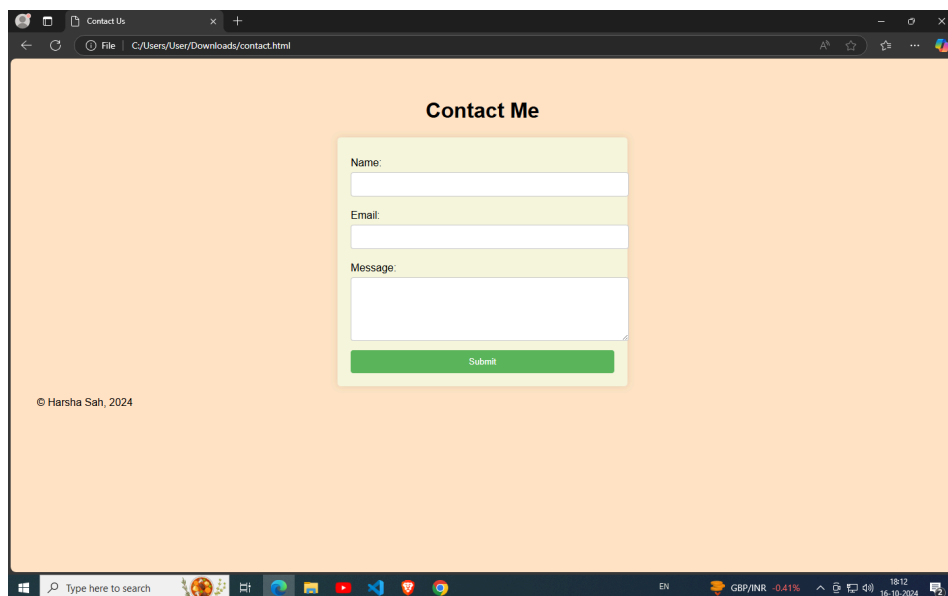 Contact Us
File C:/Users/User/Downloads/contact.html
Contact Me
Name:
Email:
Message:
Submit
© Harsha Sah, 2024
Type here to search
EN
GBP/INR -0.41%
18:12
16-10-2024
2